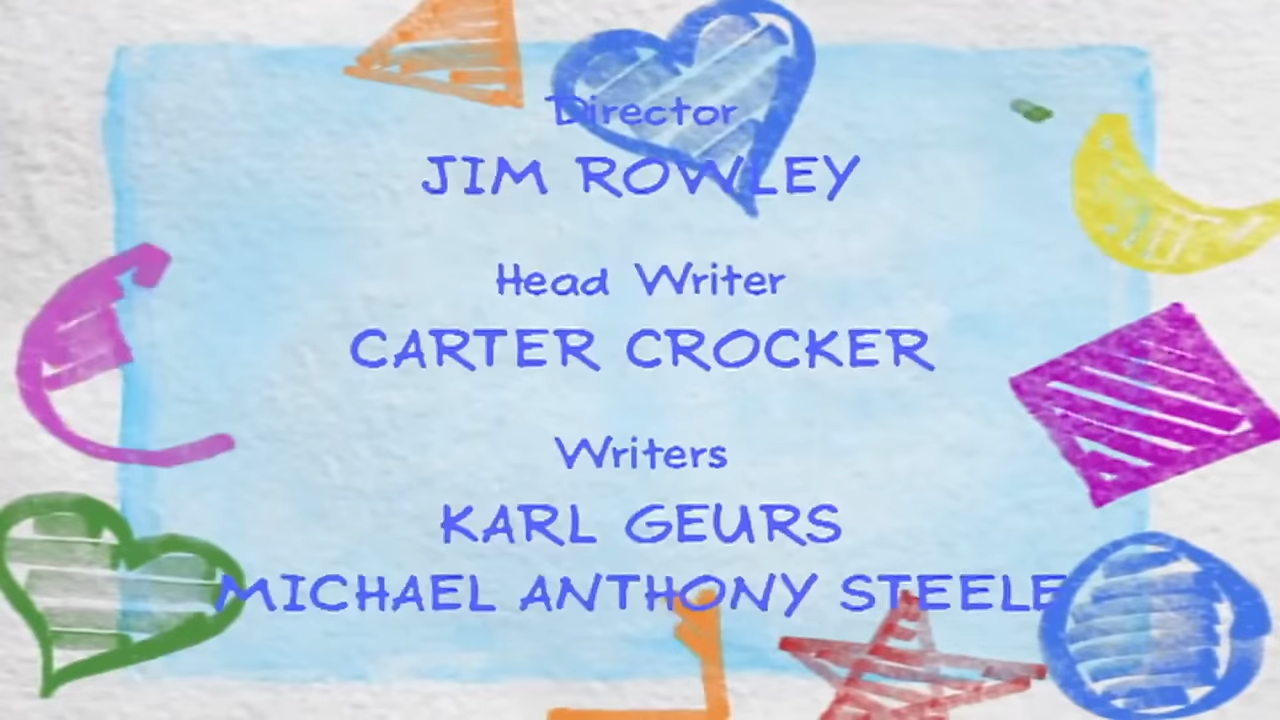 Director
JIM ROWLEY
Head Writer
CARTER CROCKER
Writers
KARL GEURS
MICHAEL ANTHONY STEELE